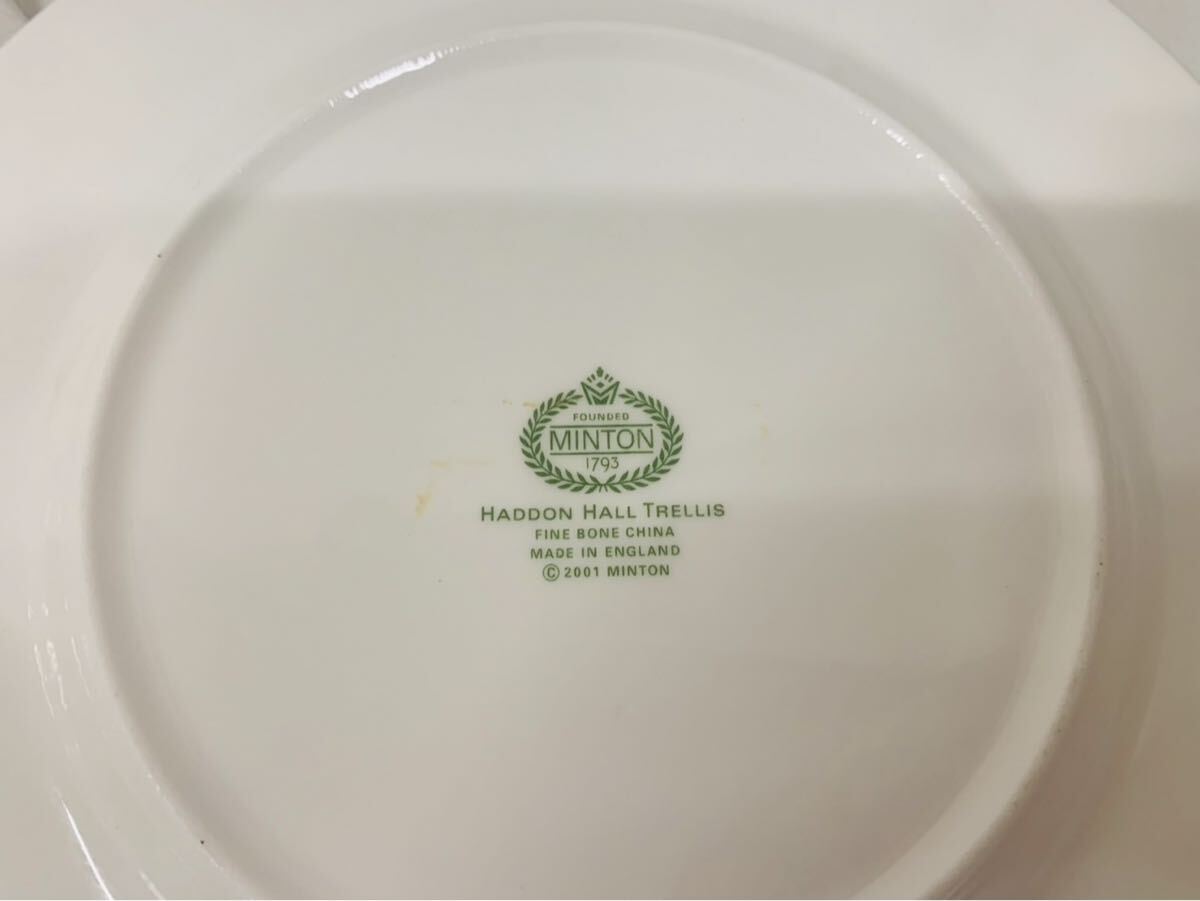 FOUNDED
MINTON
1793
HADDON HALL TRELLIS
FINE BONE CHINA
MADE IN ENGLAND
© 2001 MINTON